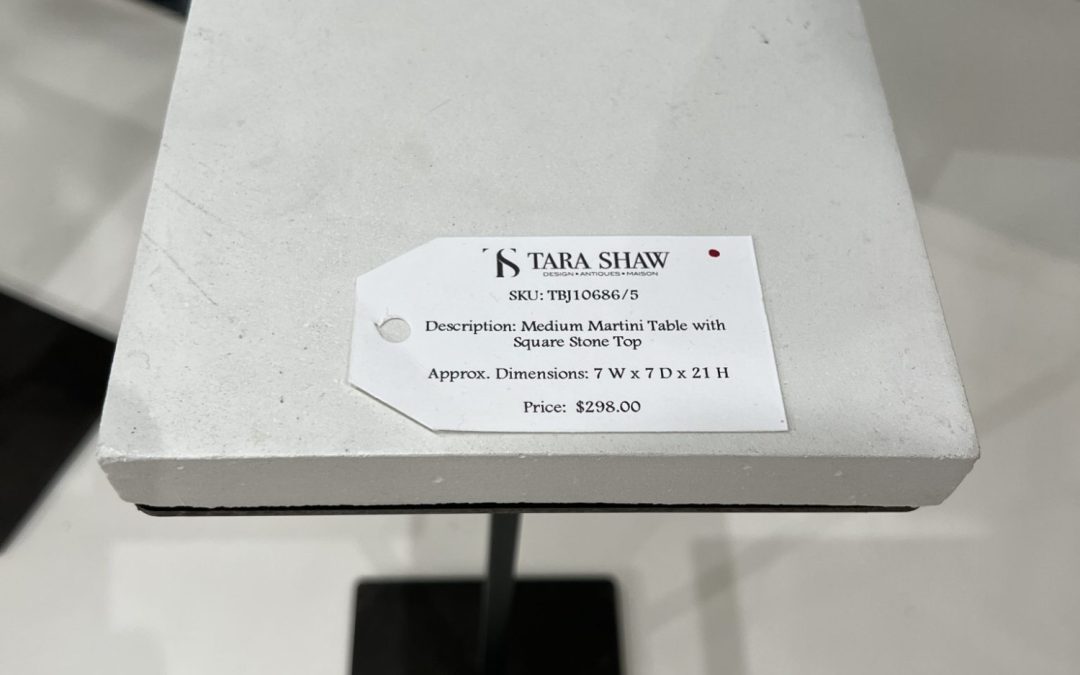 TS TARA SHAW
DESIGN • ANTIQUES • MAISON
SKU: TBJ10686/5
Description: Medium Martini Table with
Square Stone Top
Approx. Dimensions: 7 W x 7 D x 21 H
Price: $298.00